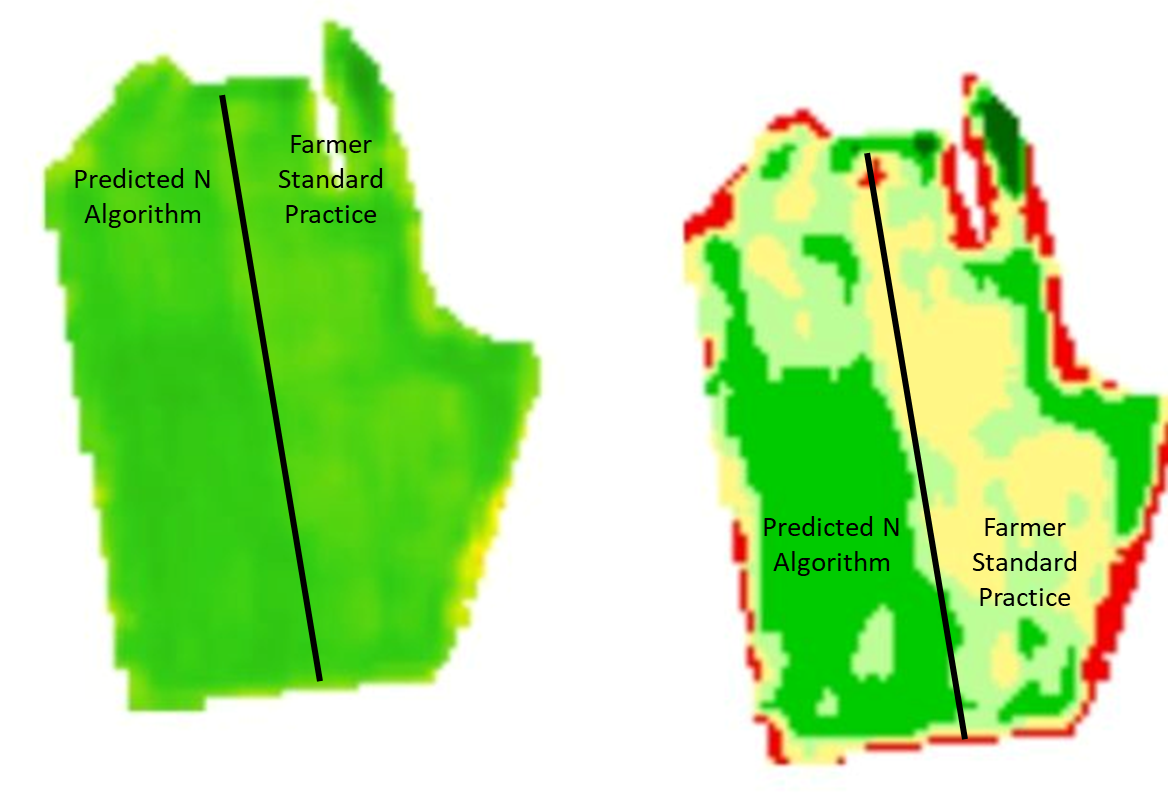 Predicted N
Algorithm
Farmer
Standard
Practice
Predicted N
Algorithm
Farmer
Standard
Practice